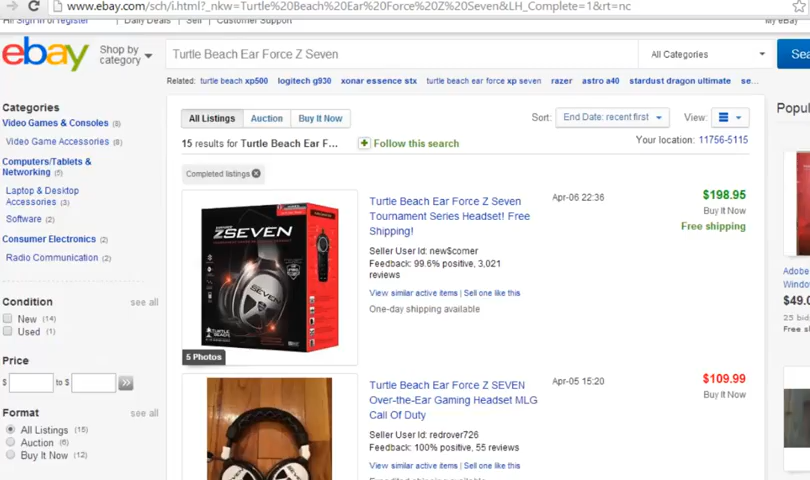 www.ebay.com/sch/i.html?_nkw=Turtle%20Beach%20Ear%20Force%20Z%20Seven&LH_Complete=1&rt=nc
Daily Deals
Sell
Customer Support
My eBay
ebay
Shop by category
Turtle Beach Ear Force Z Seven
All Categories
Related: turtle beach xp500 logitech g930 xonar essence stx turtle beach ear force xp seven razer astro a40 stardust dragon ultimate se...
Categories
Video Games & Consoles
Video Game Accessories (8)
Computers/Tablets & Networking (5)
Laptop & Desktop Accessories (3)
Software (2)
Consumer Electronics (2)
Radio Communication (2)
Condition
see all
New (14)
Used (1)
Price
see all
$ to $
Format
see all
All Listings (15)
Auction (6)
Buy It Now (12)
All Listings
Auction
Buy It Now
Sort: End Date: recent first
View:
15 results for Turtle Beach Ear F...
Follow this search
Your location: 11756-5115
Completed listings
ZSEVEN
SEVEN
TURTLE BEACH
5 Photos
Turtle Beach Ear Force Z Seven
Tournament Series Headset! Free
Shipping!
Seller User Id: new$comer
Feedback: 99.6% positive, 3,021
reviews
View similar active items | Sell one like this
One-day shipping available
Apr-06 22:36
$198.95
Buy It Now
Free shipping
Turtle Beach Ear Force Z SEVEN
Over-the-Ear Gaming Headset MLG
Call Of Duty
Seller User Id: redrover726
Feedback: 100% positive, 55 reviews
View similar active items | Sell one like this
Apr-05 15:20
$109.99
Buy It Now
Popul
Adobe
Windo
$49.0
25 bid
Free s